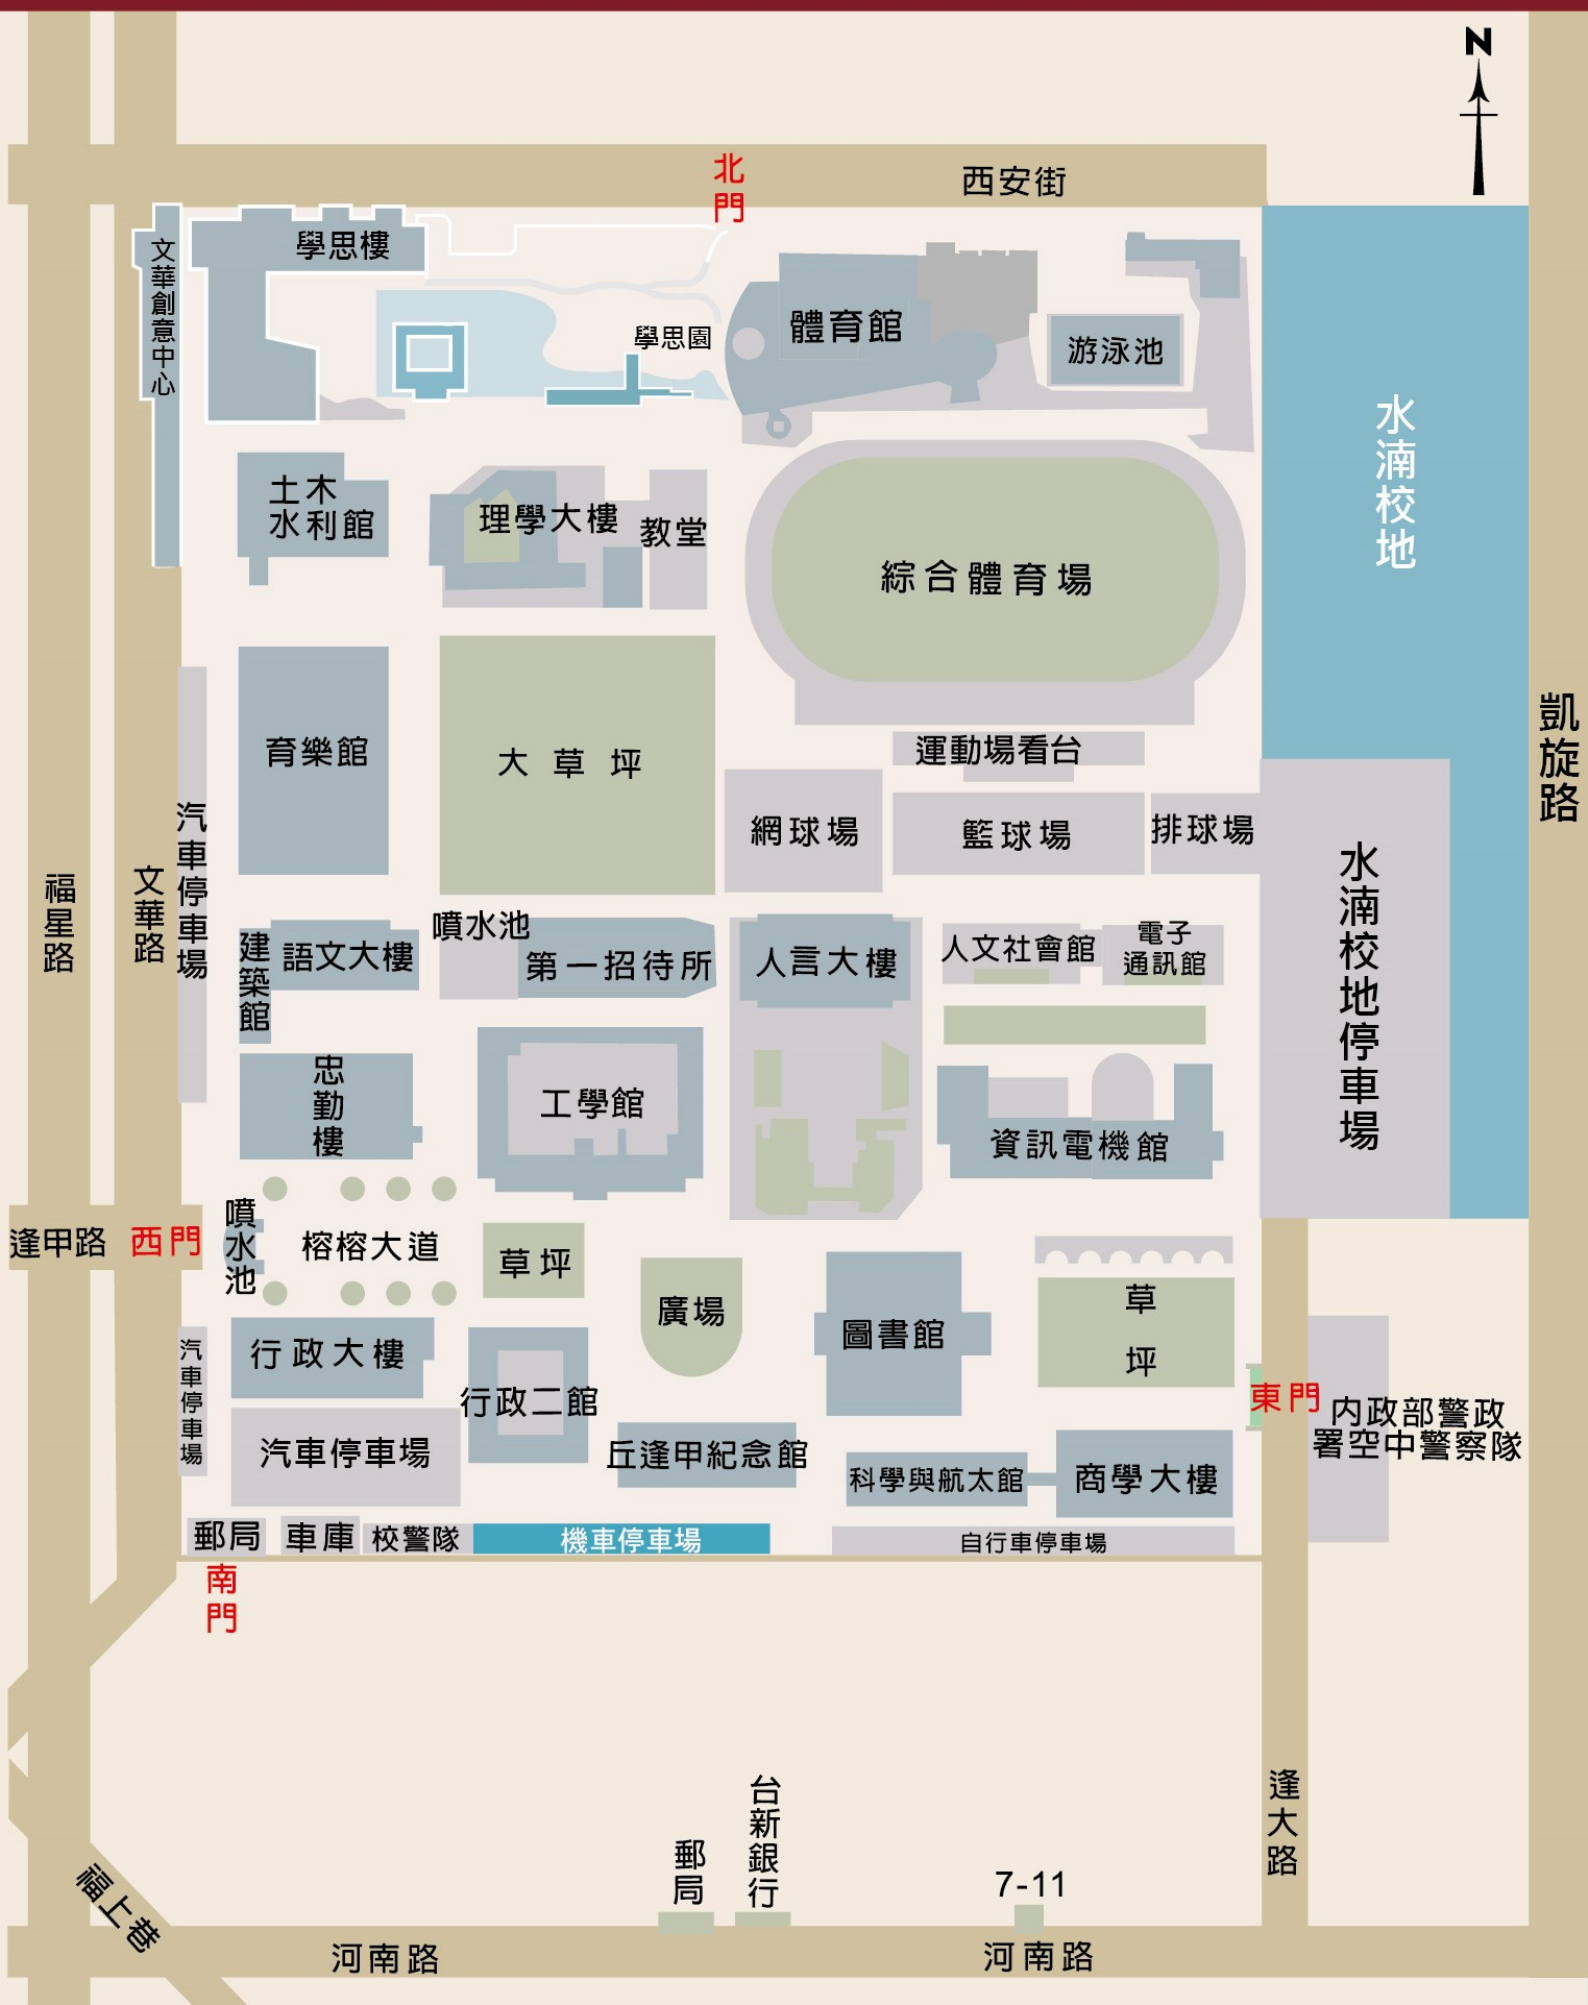 N
北
門
西安街
文華創意中心
學思樓
學思園
體育館
游泳池
水湳校地
土木
水利館
理學大樓
教堂
綜合體育場
凱旋路
育樂館
大草坪
運動場看台
網球場
籃球場
排球場
汽車停車場
福星路
文華路
水湳校地停車場
建築館
語文大樓
噴水池
第一招待所
人言大樓
人文社會館
電子
通訊館
忠勤樓
工學館
資訊電機館
逢甲路
西門
噴水池
榕榕大道
草坪
廣場
圖書館
草坪
汽車停車場
行政大樓
行政二館
東門
內政部警政
署空中警察隊
汽車停車場
丘逢甲紀念館
科學與航太館
商學大樓
郵局
車庫
校警隊
機車停車場
自行車停車場
南
門
逢大路
台新銀行
郵局
7-11
福上巷
河南路
河南路